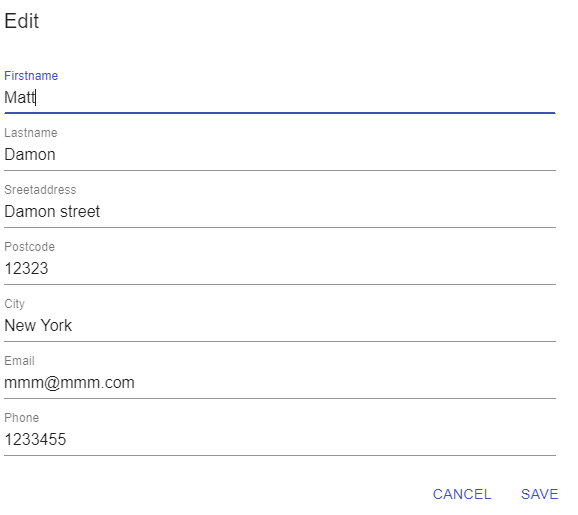 Edit
Firstname
Matt
Lastname
Damon
Sreetaddress
Damon street
Postcode
12323
City
New York
Email
mmm@mmm.com
Phone
1233455
CANCEL SAVE